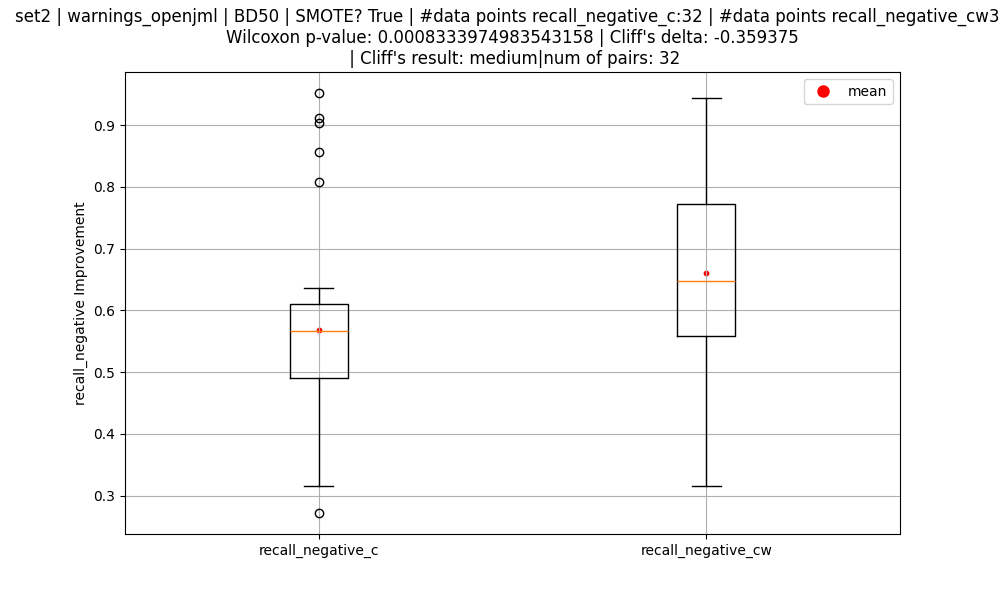 set2 | warnings_openjml | BD50 | SMOTE? True | #data points recall_negative_c:32 | #data points recall_negative_cw3
Wilcoxon p-value: 0.0008333974983543158 | Cliff's delta: -0.359375
| Cliff's result: medium|num of pairs: 32
mean
0.9
0.8
0.7
0.6
0.5
0.4
0.3
recall_negative Improvement
recall_negative_c
recall_negative_cw